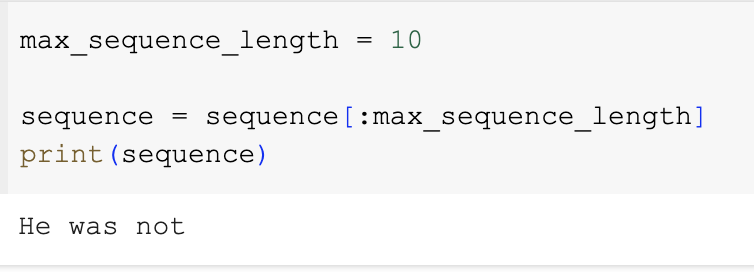 max_sequence_length = 10
sequence = sequence[:max_sequence_length]
print(sequence)
He was not